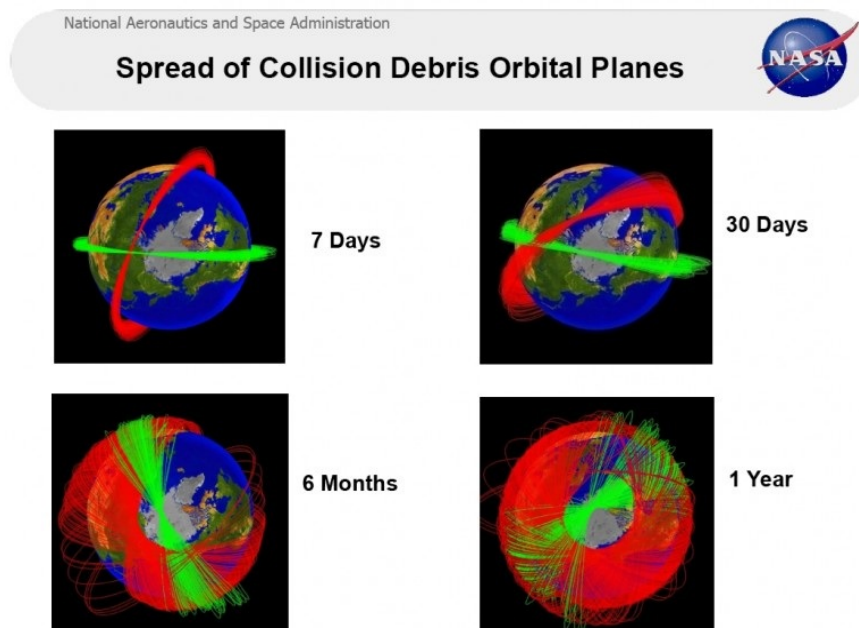 National Aeronautics and Space Administration
Spread of Collision Debris Orbital Planes
NASA
7 Days
30 Days
6 Months
1 Year